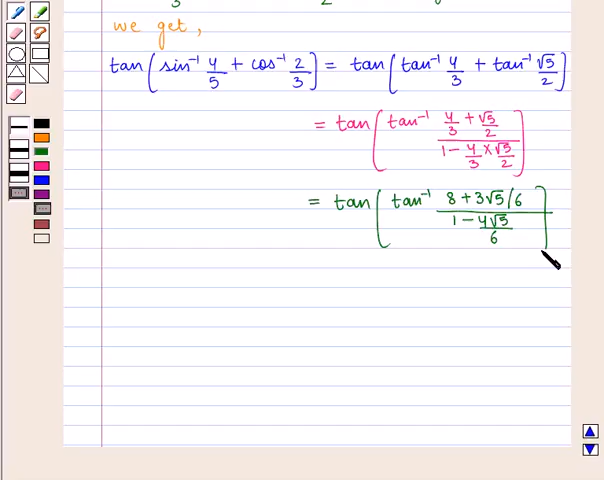 3 2
we get,
tan(sin⁻¹ 4/5 + cos⁻¹ 2/3) = tan(tan⁻¹ 4/3 + tan⁻¹ √5/2)
= tan(tan⁻¹ (4/3 + √5/2)/(1 − 4/3 × √5/2))
= tan(tan⁻¹ (8 + 3√5/6)/(1 − 4√5/6))